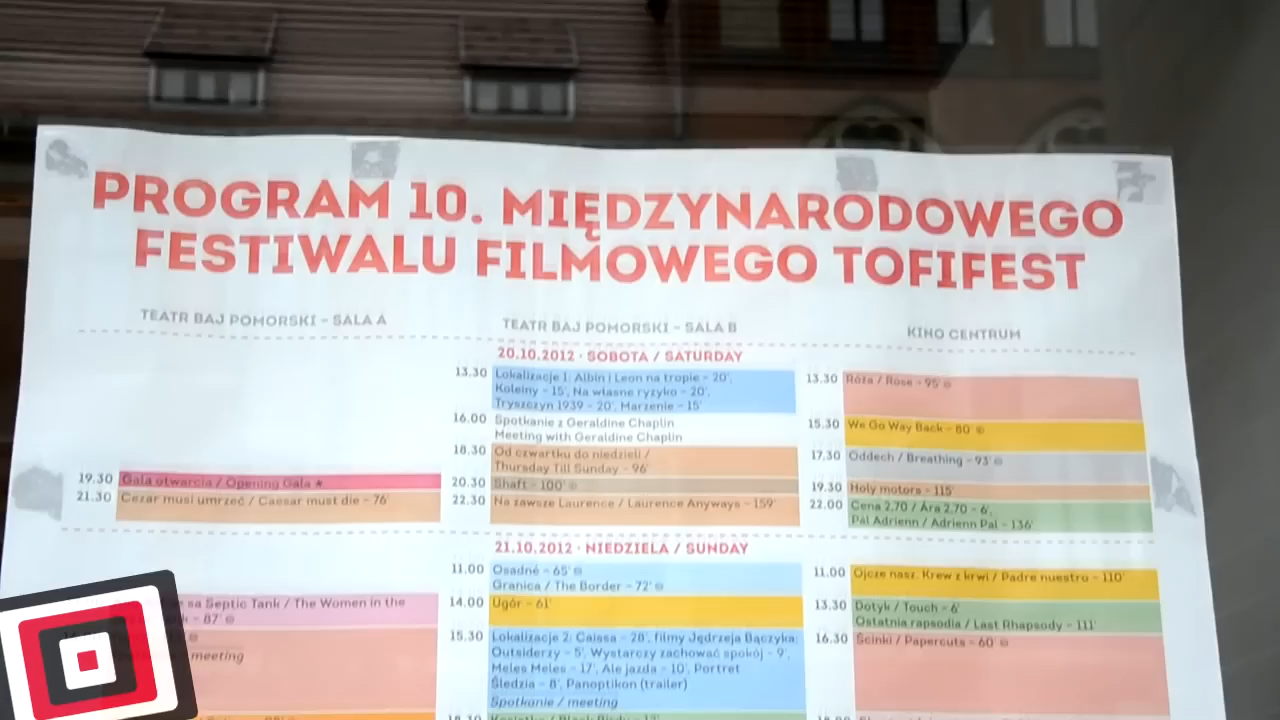 PROGRAM 10. MIĘDZYNARODOWEGO
FESTIWALU FILMOWEGO TOFIFEST
TEATR BAJ POMORSKI – SALA A
TEATR BAJ POMORSKI – SALA B
KINO CENTRUM
20.10.2012 · SOBOTA / SATURDAY
19.30 Gala otwarcia / Opening Gala ★
21.30 Cezar musi umrzeć / Caesar must die – 76'
13.30 Lokalizacje 1: Albin i Leon na tropie – 20',
Koleiny – 15', Na własne ryzyko – 20',
Tryszczyn 1939 – 20', Marzenie – 15'
16.00 Spotkanie z Geraldine Chaplin
Meeting with Geraldine Chaplin
18.30 Od czwartku do niedzieli /
Thursday Till Sunday – 96'
20.30 Shaft – 100'
22.30 Na zawsze Laurence / Laurence Anyways – 159'
13.30 Róża / Rose – 95'
15.30 We Go Way Back – 80
17.30 Oddech / Breathing – 93'
19.30 Holy motors – 115'
22.00 Cena 2,70 / Ára 2,70 – 6',
Pál Adrienn / Adrienn Pál – 136'
21.10.2012 · NIEDZIELA / SUNDAY
sa Septic Tank / The Women in the
– 87'
meeting
11.00 Osadné – 65'
Granica / The Border – 72'
14.00 Ugór – 61'
15.30 Lokalizacje 2: Caissa – 28', filmy Jędrzeja Bączyka:
Outsiderzy – 5', Wystarczy zachować spokój – 9',
Meles Meles – 17', Ale jazda – 10', Portret
Śledzia – 8', Panoptikon (trailer)
Spotkanie / meeting
11.00 Ojcze nasz. Krew z krwi / Padre nuestro – 110'
13.30 Dotyk / Touch – 6'
Ostatnia rapsodia / Last Rhapsody – 111'
16.30 Ścinki / Papercuts – 60